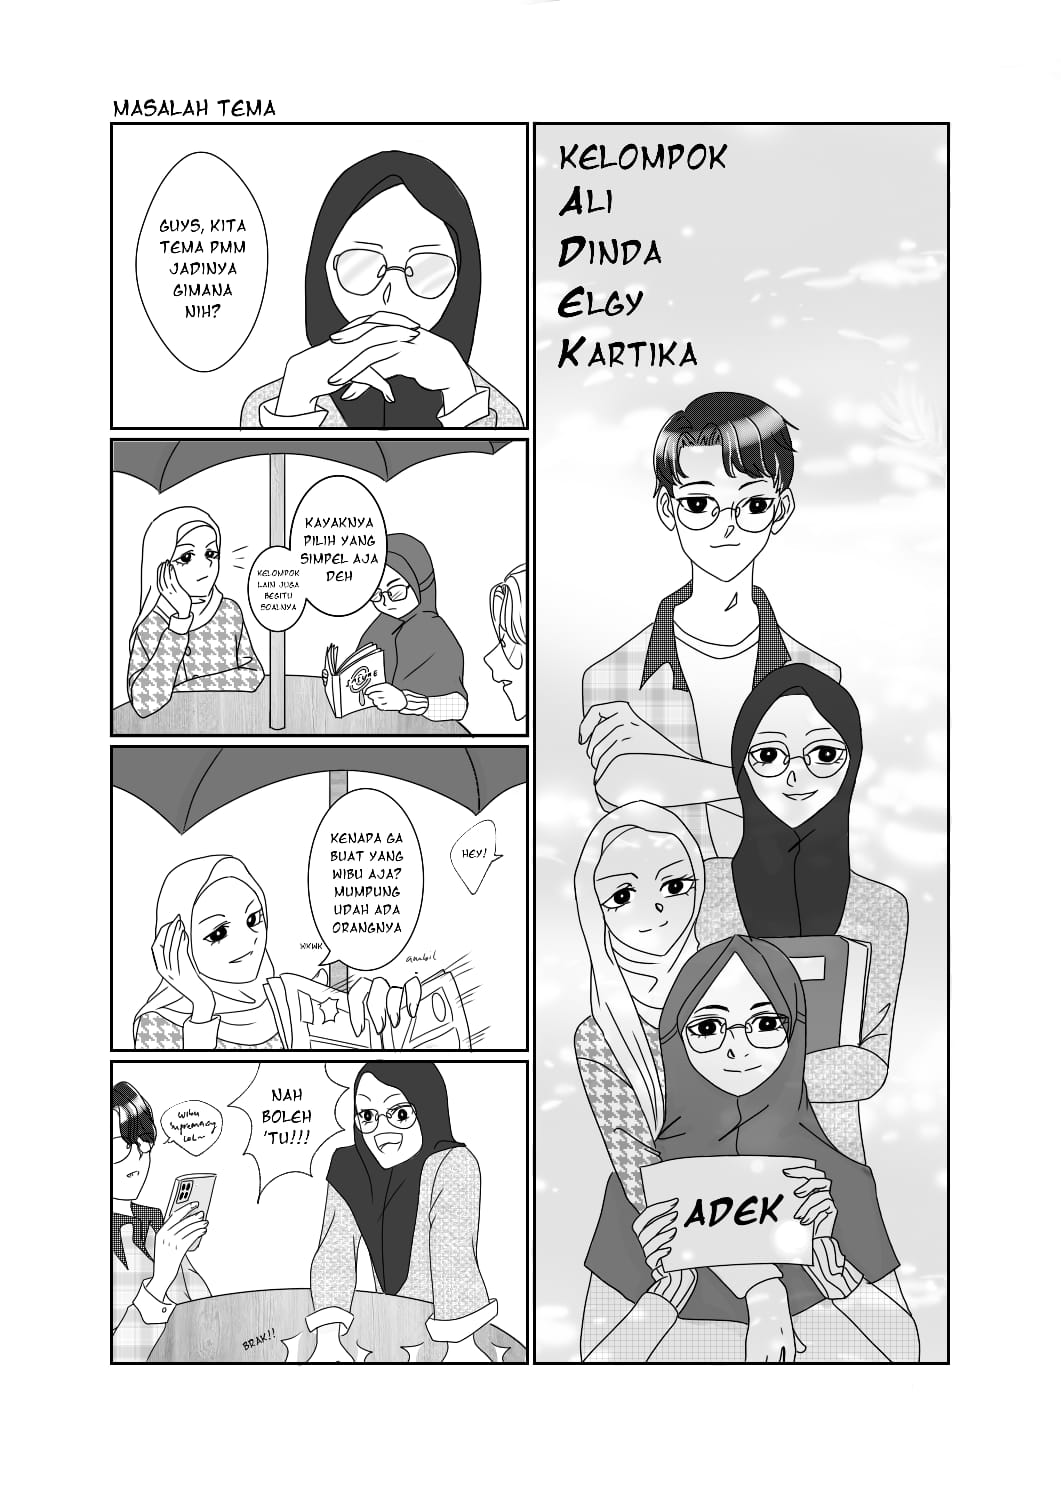 MASALAH TEMA
GUYS, KITA
TEMA PMM
JADINYA
GIMANA
NIH?
KAYAKNYA
PILIH YANG
SIMPEL AJA
DEH
KELOMPOK
LAIN JUGA
BEGITU
SOALNYA
KENAPA GA
BUAT YANG
WIBU AJA?
MUMPUNG
UDAH ADA
ORANGNYA
WKWK
HEY!
ambil
NAH
BOLEH
'TU!!!
Wibu
supremacy
lol~
BRAK!!
KELOMPOK
ALI
DINDA
ELGY
KARTIKA
ADEK